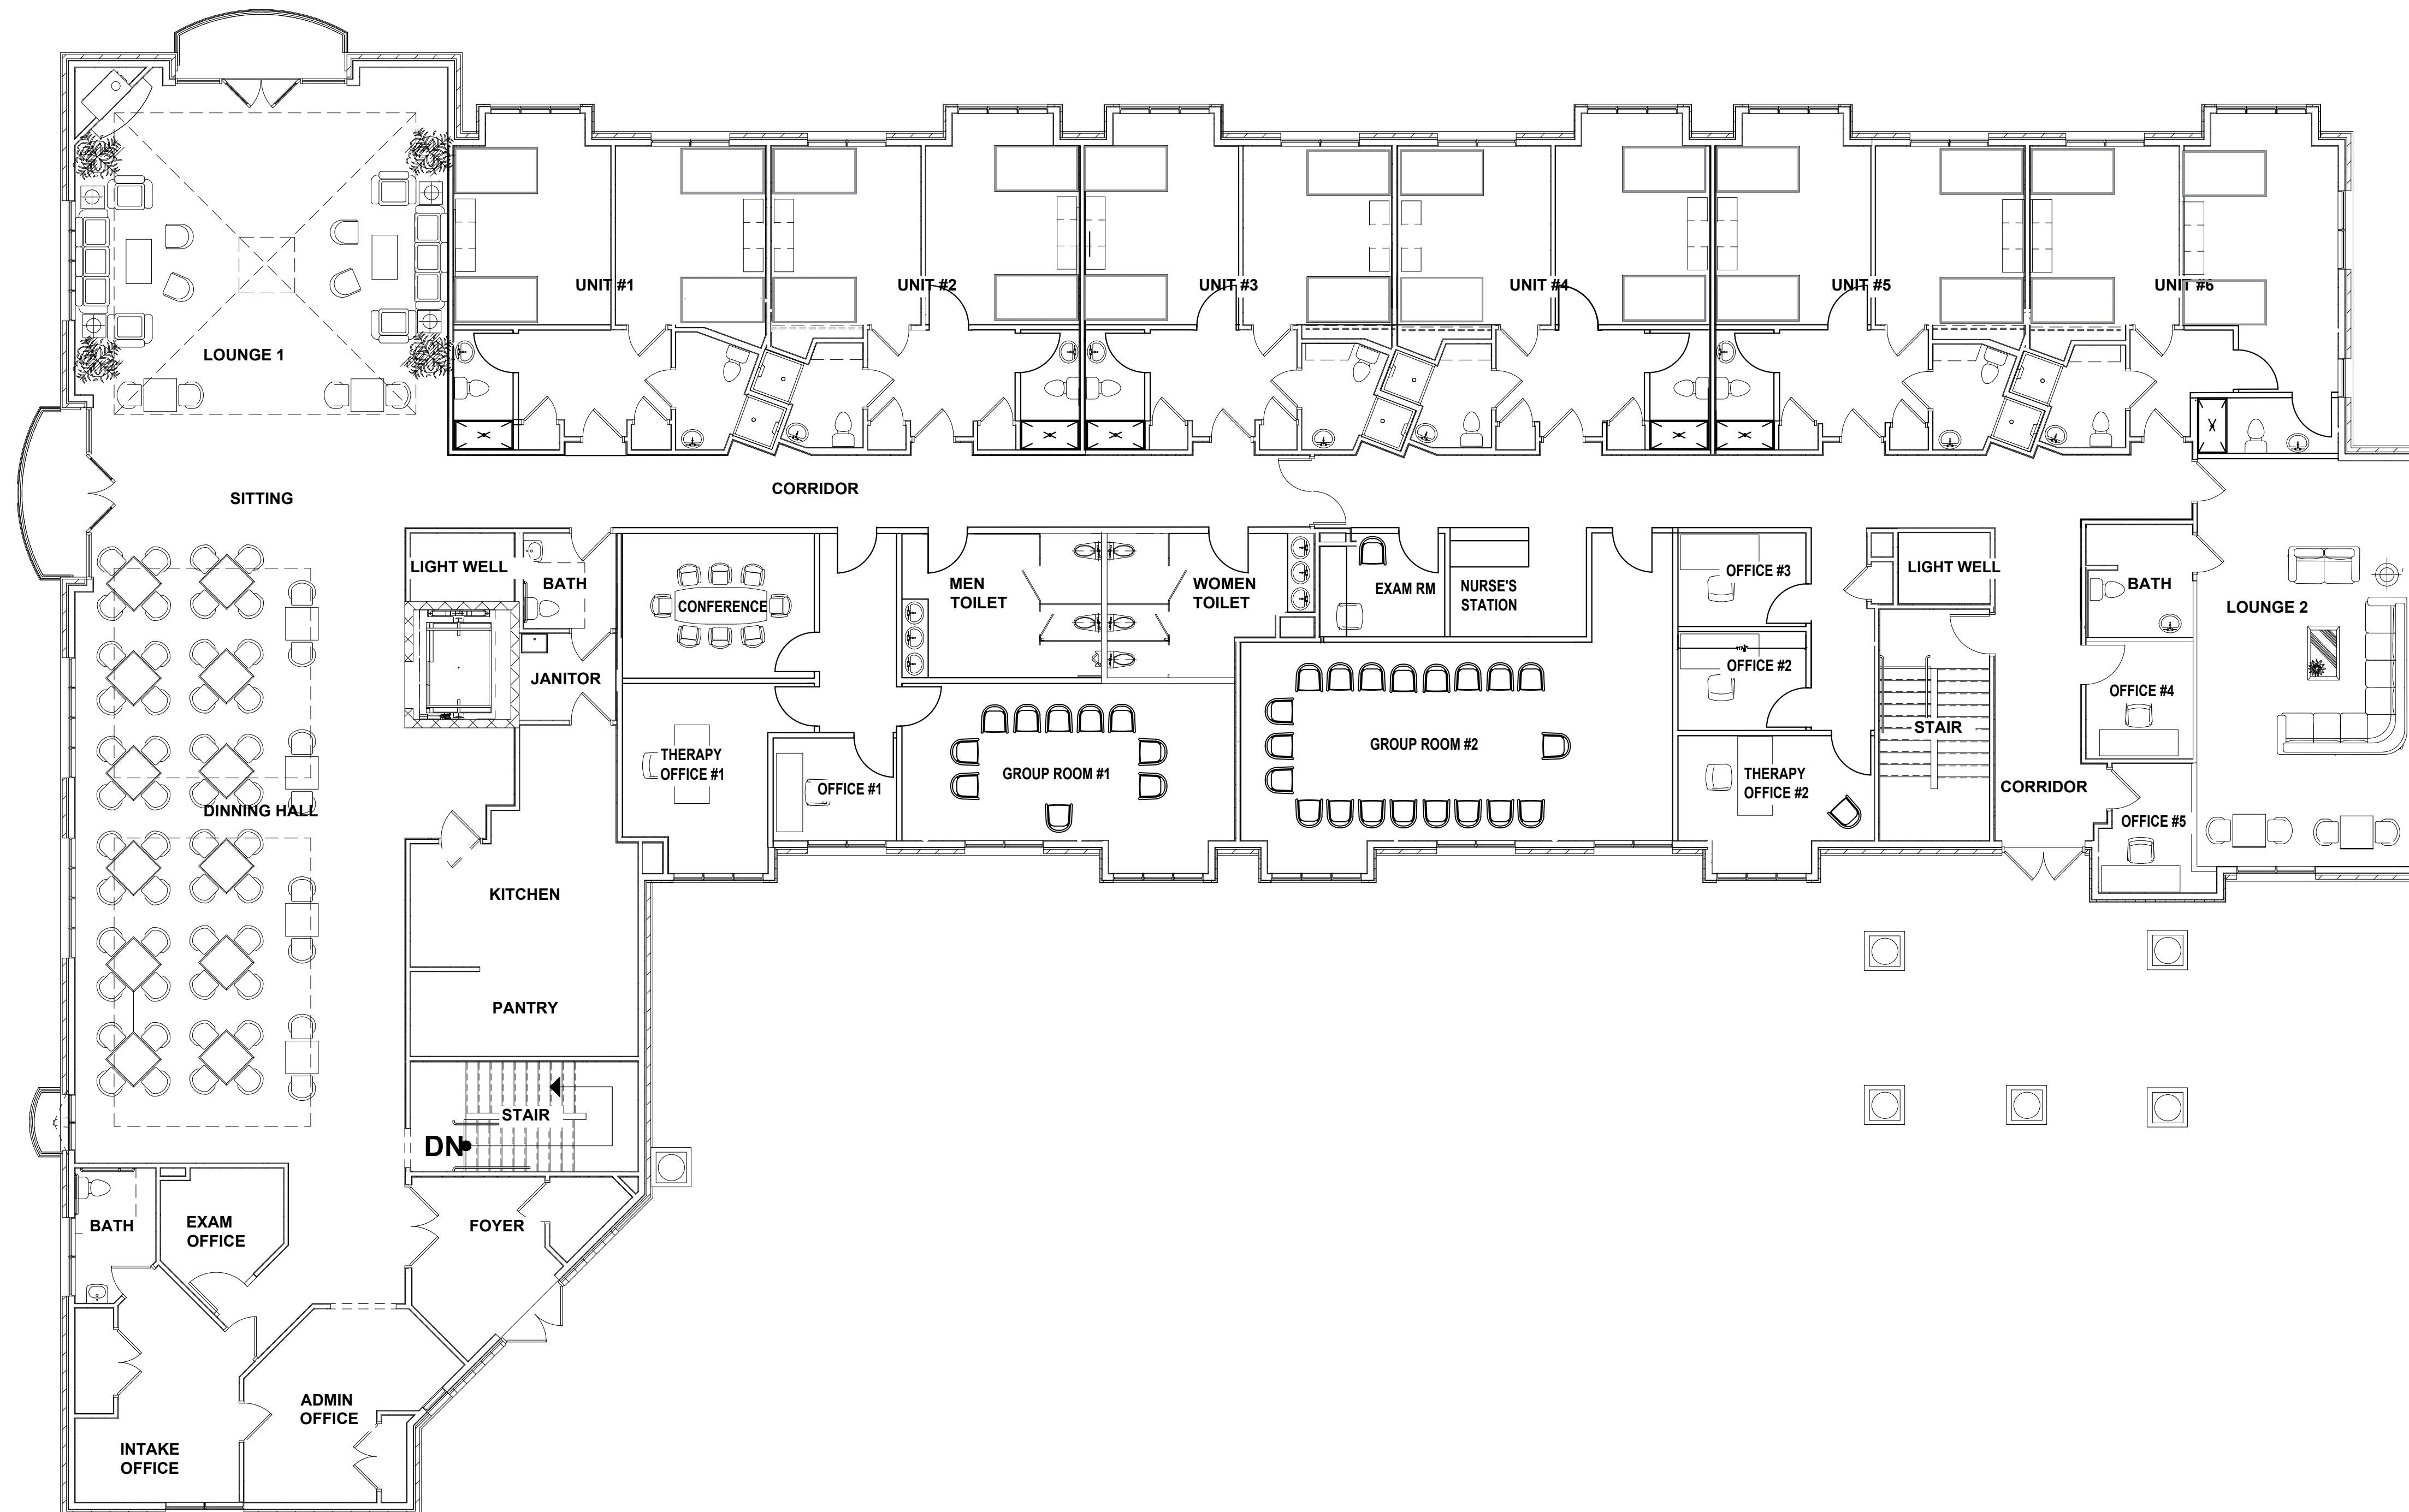 UNIT #1
UNIT #2
UNIT #3
UNIT #4
UNIT #5
UNIT #6
LOUNGE 1
SITTING
CORRIDOR
LIGHT WELL
BATH
CONFERENCE
MEN
TOILET
WOMEN
TOILET
EXAM RM
NURSE'S
STATION
OFFICE #3
LIGHT WELL
BATH
LOUNGE 2
JANITOR
OFFICE #2
OFFICE #4
STAIR
THERAPY
OFFICE #1
OFFICE #1
GROUP ROOM #1
GROUP ROOM #2
THERAPY
OFFICE #2
CORRIDOR
OFFICE #5
DINNING HALL
KITCHEN
PANTRY
STAIR
DN
BATH
EXAM
OFFICE
FOYER
ADMIN
OFFICE
INTAKE
OFFICE